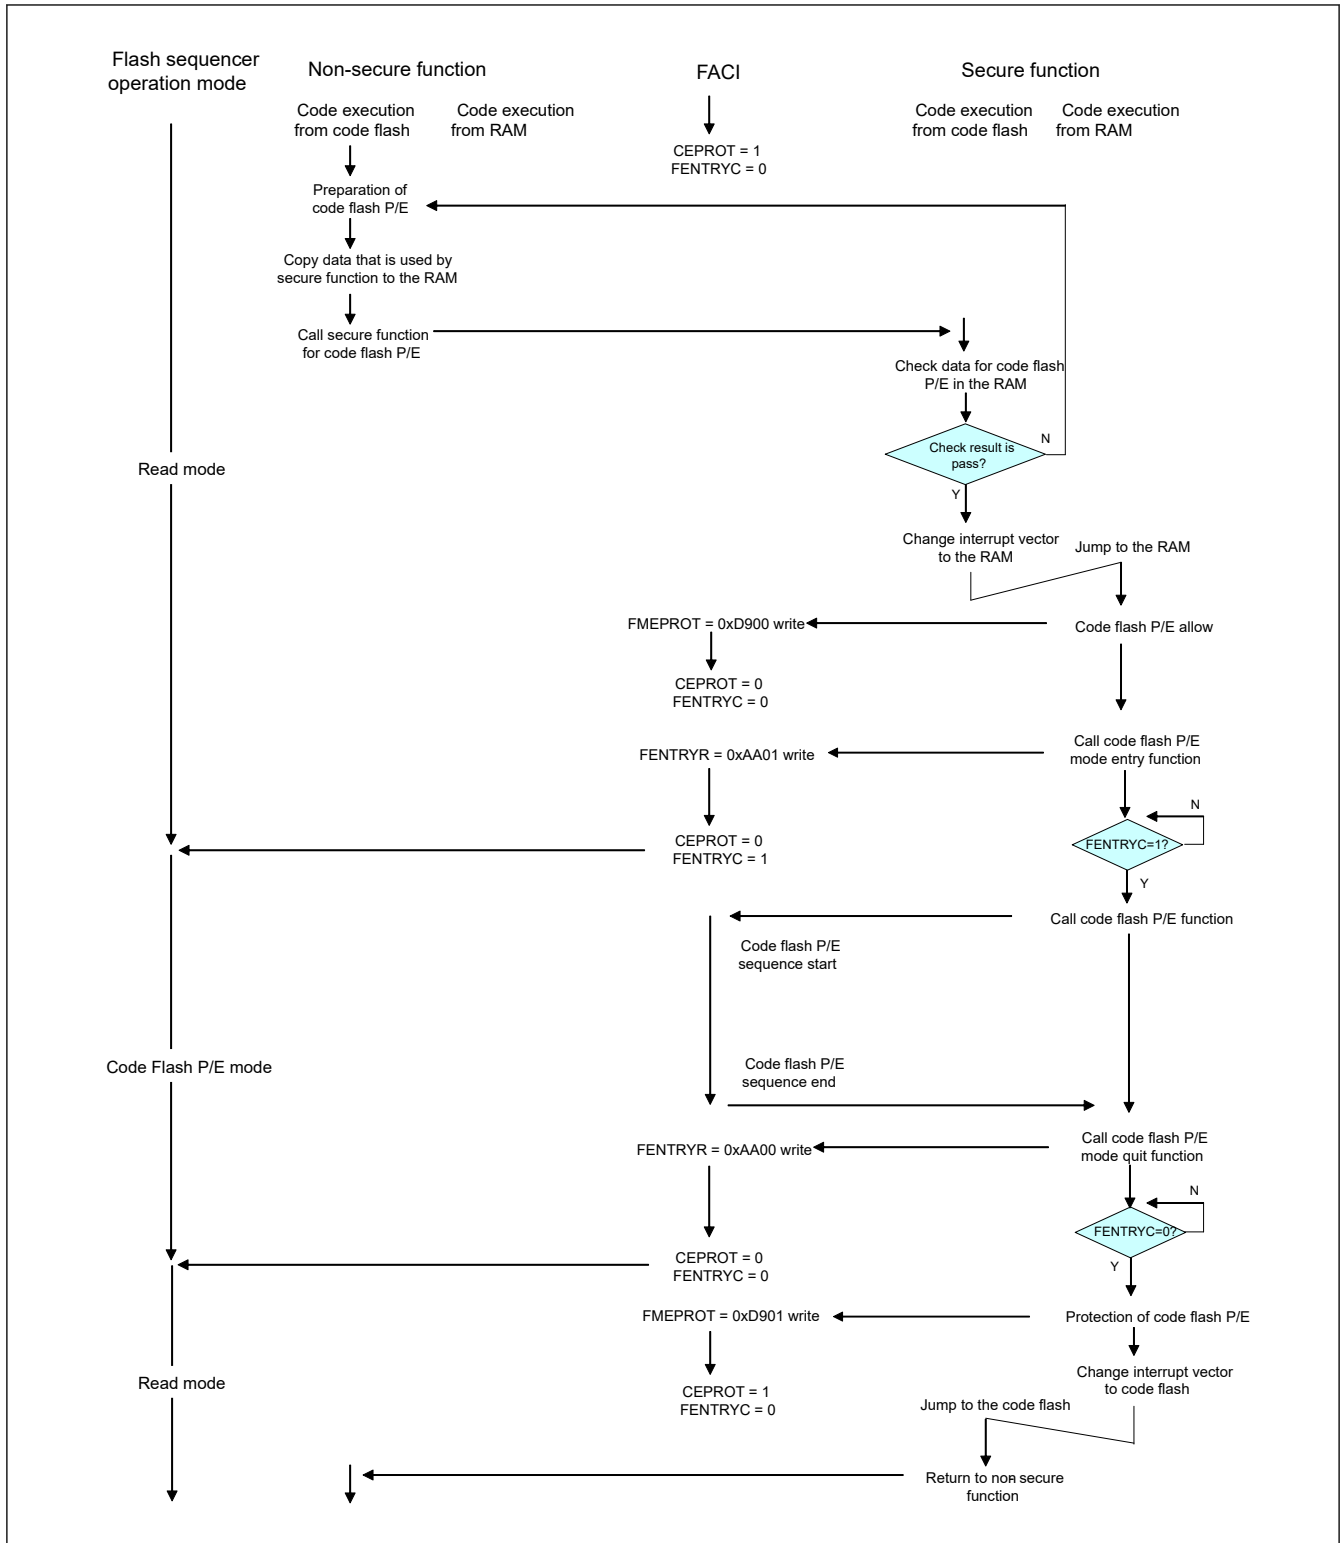 Flash sequencer
operation mode
Non-secure function
FACI
Secure function
Code execution
from code flash
Code execution
from RAM
Code execution
from code flash
Code execution
from RAM
CEPROT = 1
FENTRYC = 0
Preparation of
code flash P/E
Copy data that is used by
secure function to the RAM
Call secure function
for code flash P/E
Check data for code flash
P/E in the RAM
Check result is
pass?
N
Y
Read mode
Change interrupt vector
to the RAM
Jump to the RAM
FMEPROT = 0xD900 write
Code flash P/E allow
CEPROT = 0
FENTRYC = 0
FENTRYR = 0xAA01 write
Call code flash P/E
mode entry function
N
CEPROT = 0
FENTRYC = 1
FENTRYC=1?
Y
Call code flash P/E function
Code flash P/E
sequence start
Code Flash P/E mode
Code flash P/E
sequence end
FENTRYR = 0xAA00 write
Call code flash P/E
mode quit function
N
FENTRYC=0?
CEPROT = 0
FENTRYC = 0
Y
FMEPROT = 0xD901 write
Protection of code flash P/E
Read mode
CEPROT = 1
FENTRYC = 0
Change interrupt vector
to code flash
Jump to the code flash
Return to non-secure
function